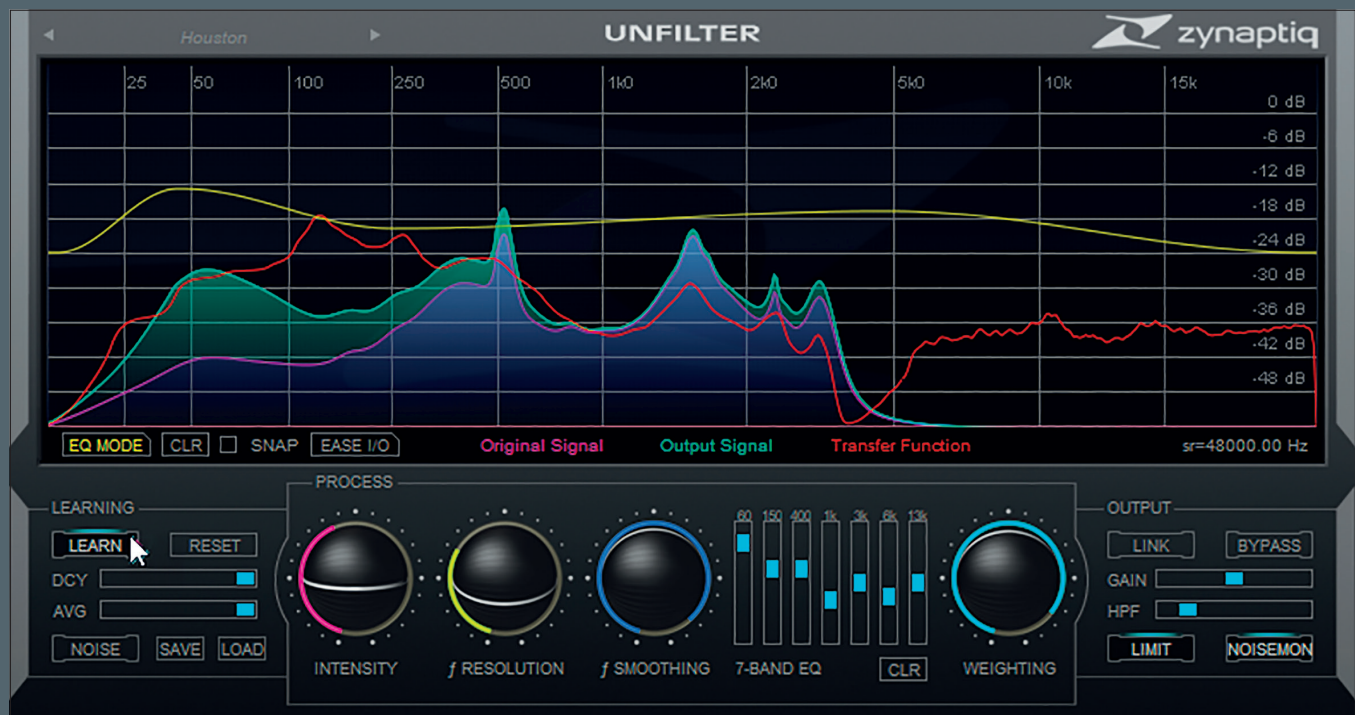 Houston UNFILTER zynaptiq
25 50 100 250 500 1k0 2k0 5k0 10k 15k
0 dB
-6 dB
-12 dB
-18 dB
-24 dB
-30 dB
-36 dB
-42 dB
-48 dB
EQ MODE CLR SNAP EASE I/O Original Signal Output Signal Transfer Function sr=48000.00 Hz
PROCESS
LEARNING
LEARN RESET
DCY
AVG
NOISE SAVE LOAD
INTENSITY ƒ RESOLUTION ƒ SMOOTHING
60 150 400 1k 3k 6k 13k
7-BAND EQ CLR WEIGHTING
OUTPUT
LINK BYPASS
GAIN
HPF
LIMIT NOISEMON